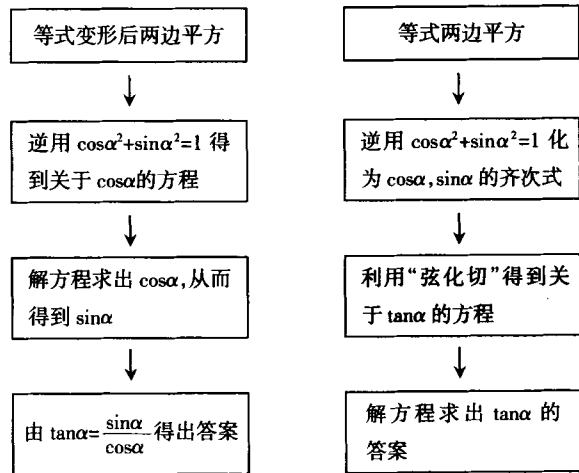 等式变形后两边平方
逆用 cosα²+sinα²=1 得
到关于 cosα的方程
解方程求出 cosα,从而
得到 sinα
由 tanα=sinα/cosα 得出答案
等式两边平方
逆用 cosα²+sinα²=1 化
为 cosα,sinα 的齐次式
利用“弦化切”得到关
于 tanα 的方程
解方程求出 tanα 的
答案